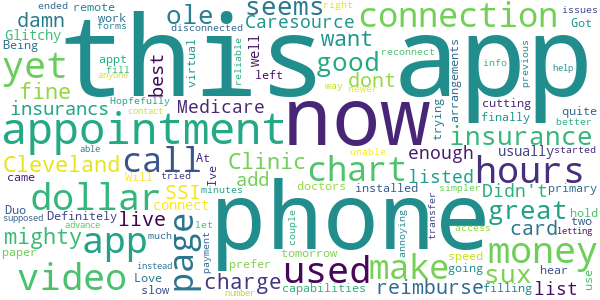 ended remote right issues
damn work ole seems connection Got
Glitchy forms Caresource disconnected
Being this app
yet appt fill virtual best well want good reliable reconnect info previous help
fine anyone Hopfefully left dont newer way cutting quite
insurancs Medicare trying arrangements finally better
appointment now insurance
contact able At enough usually started
Cleveland Will tried call Ive Clinic chart listed hours
SSI minutes add doctors unable installed Didn't primary simpler
dollar connect phone great hold
Duo Definitely live page couple transfer card two
supposed let tomorrow annoying access letting
mighty app advance payment prefer capabilities speed going hear money
paper much charge used make sux use
video Love instead reimburse list filling
came slow number